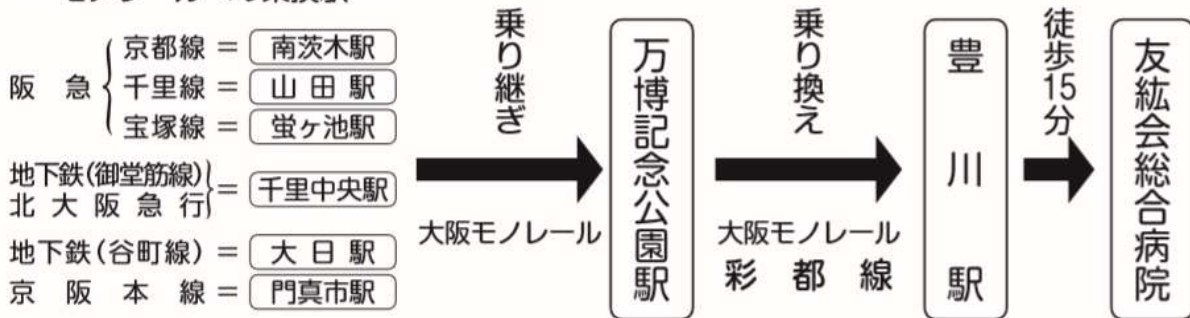 阪急
京都線 = 南茨木駅
千里線 = 山田駅
宝塚線 = 蛍ヶ池駅
地下鉄(御堂筋線)
北大阪急行
= 千里中央駅
地下鉄(谷町線) = 大日駅
京阪本線 = 門真市駅
乗り継ぎ
大阪モノレール
万博記念公園駅
乗り換え
大阪モノレール
彩都線
豊川駅
徒歩15分
友紘会総合病院